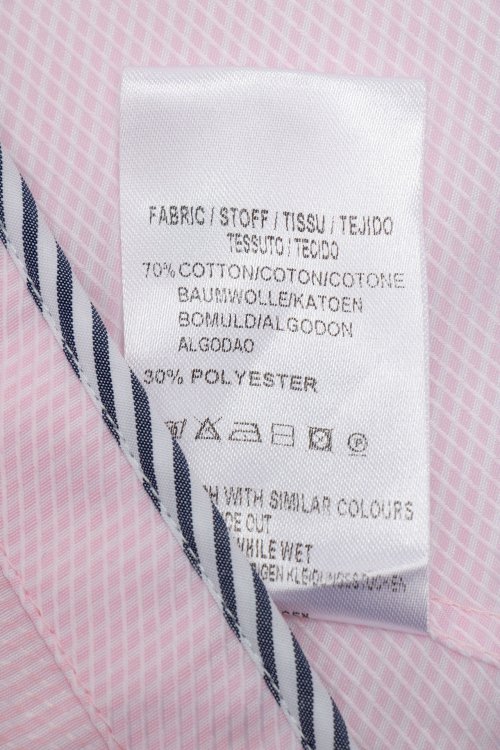 FABRIC / STOFF / TISSU / TEJIDO
TESSUTO / TECIDO
70% COTTON/COTON/COTONE
BAUMWOLLE/KATOEN
BOMULD/ALGODON
ALGODAO
30% POLYESTER
P
WITH SIMILAR COLOURS
OUT
WHILE WET